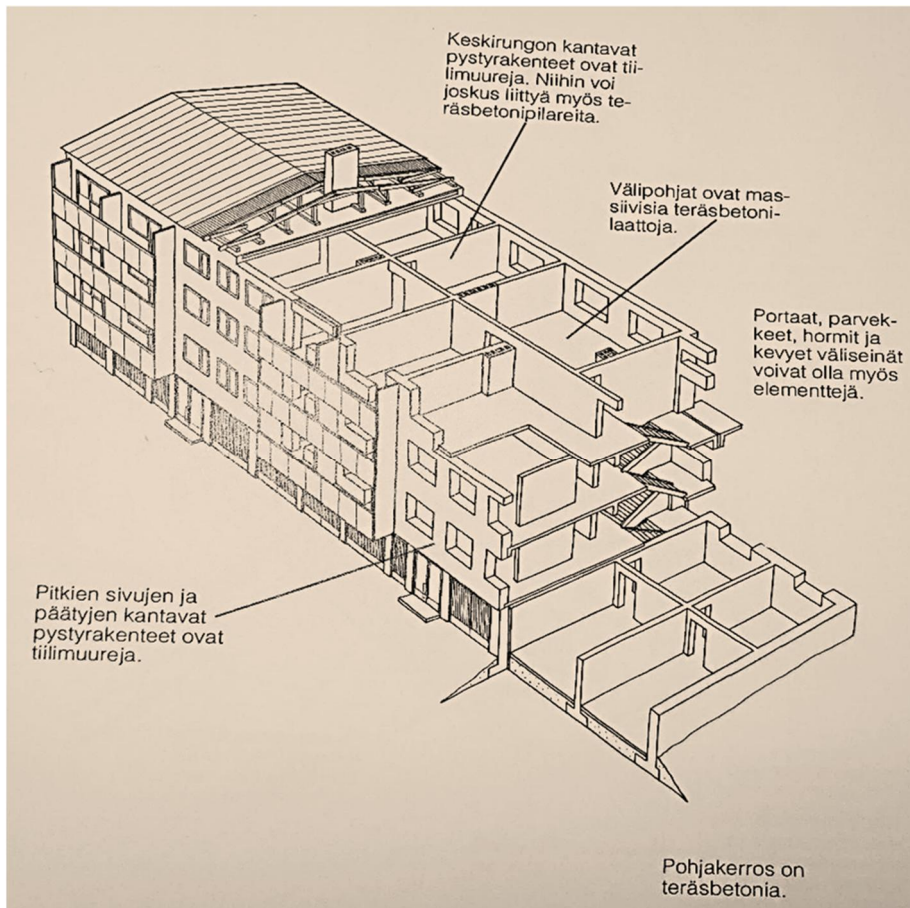 Keskirungon kantavat
pystyrakenteet ovat tii-
limuureja. Niihin voi
joskus liittyä myös te-
räsbetonipilareita.
Välipohjat ovat mas-
siivisia teräsbetoni-
laattoja.
Portaat, parvek-
keet, hormit ja
kevyet väliseinät
voivat olla myös
elementtejä.
Pitkien sivujen ja
päätyjen kantavat
pystyrakenteet ovat
tiilimuureja.
Pohjakerros on
teräsbetonia.